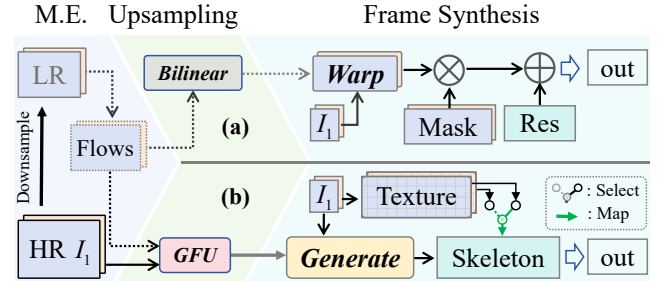 M.E. Upsampling Frame Synthesis
LR
Bilinear
Warp
out
(a)
I₁
Mask
Res
Flows
Downsample
(b)
I₁
Texture
: Select
: Map
HR I₁
GFU
Generate
Skeleton
out